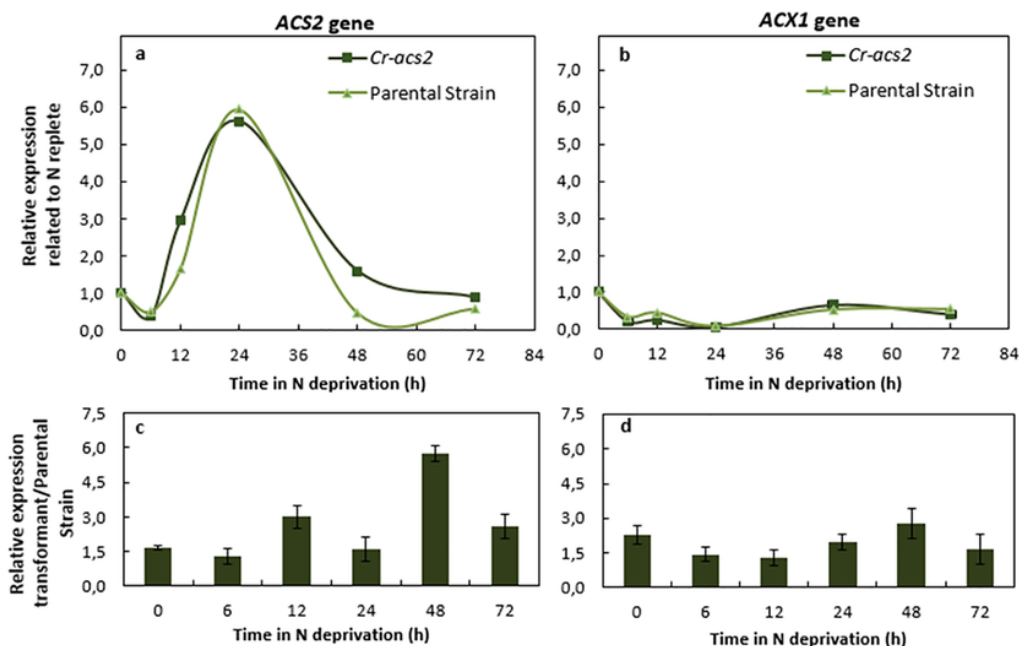 ACS2 gene
ACX1 gene
a
Cr-acs2
Parental Strain
Relative expression
related to N replete
7,0
6,0
5,0
4,0
3,0
2,0
1,0
0,0
0 12 24 36 48 60 72 84
Time in N deprivation (h)
b
Cr-acs2
Parental Strain
7,0
6,0
5,0
4,0
3,0
2,0
1,0
0,0
0 12 24 36 48 60 72 84
Time in N deprivation (h)
c
Relative expression
transformant/Parental
Strain
7,5
6,0
4,5
3,0
1,5
0,0
0 6 12 24 48 72
Time in N deprivation (h)
d
7,5
6,0
4,5
3,0
1,5
0,0
0 6 12 24 48 72
Time in N deprivation (h)